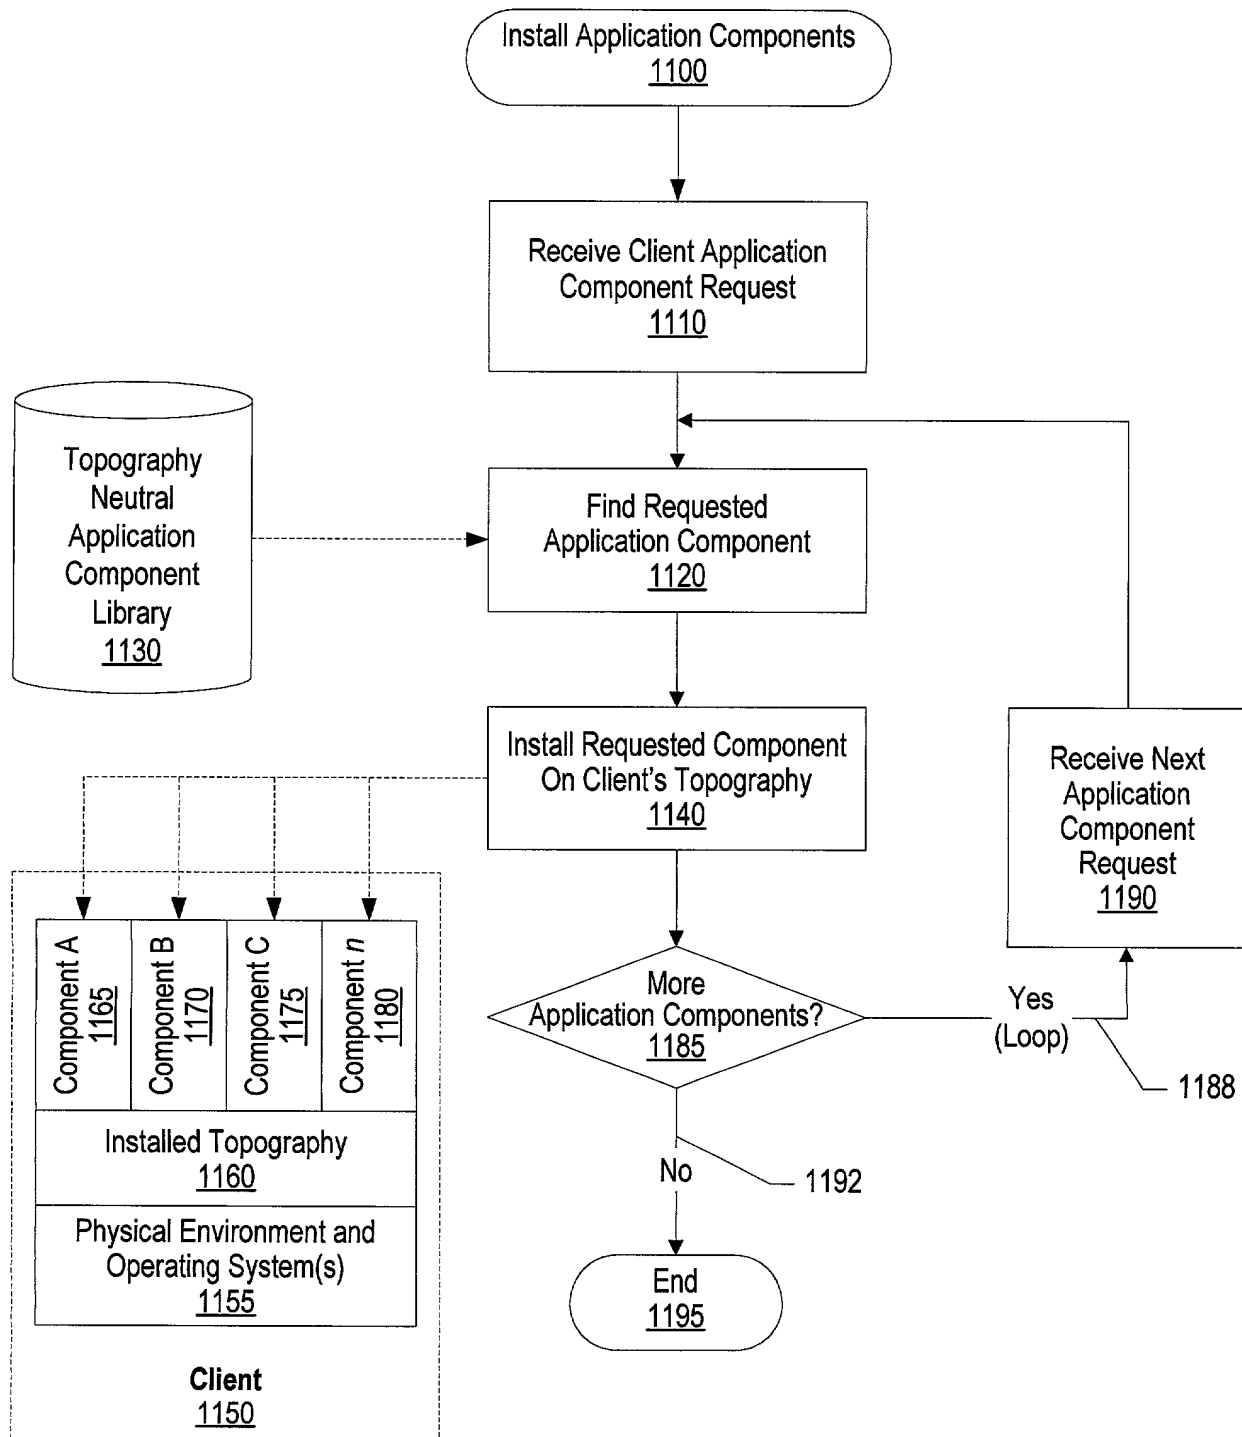 Install Application Components
1100
Receive Client Application
Component Request
1110
Topography
Neutral
Application
Component
Library
1130
Find Requested
Application Component
1120
Install Requested Component
On Client's Topography
1140
Receive Next
Application
Component
Request
1190
Component A
1165
Component B
1170
Component C
1175
Component n
1180
More
Application Components?
1185
Yes
(Loop)
1188
Installed Topography
1160
No
1192
Physical Environment and
Operating System(s)
1155
End
1195
Client
1150